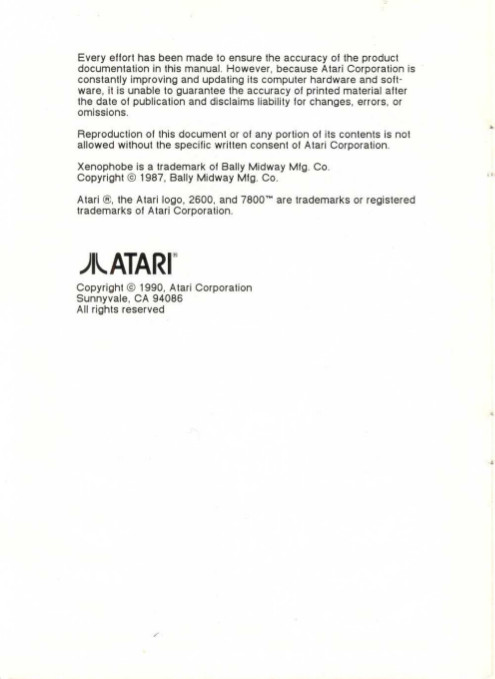 Every effort has been made to ensure the accuracy of the product
documentation in this manual. However, because Atari Corporation is
constantly improving and updating its computer hardware and soft-
ware, it is unable to guarantee the accuracy of printed material after
the date of publication and disclaims liability for changes, errors, or
omissions.
Reproduction of this document or of any portion of its contents is not
allowed without the specific written consent of Atari Corporation.
Xenophobe is a trademark of Bally Midway Mfg. Co.
Copyright © 1987, Bally Midway Mfg. Co.
Atari ®, the Atari logo, 2600, and 7800™ are trademarks or registered
trademarks of Atari Corporation.
ATARI®
Copyright © 1990, Atari Corporation
Sunnyvale, CA 94086
All rights reserved